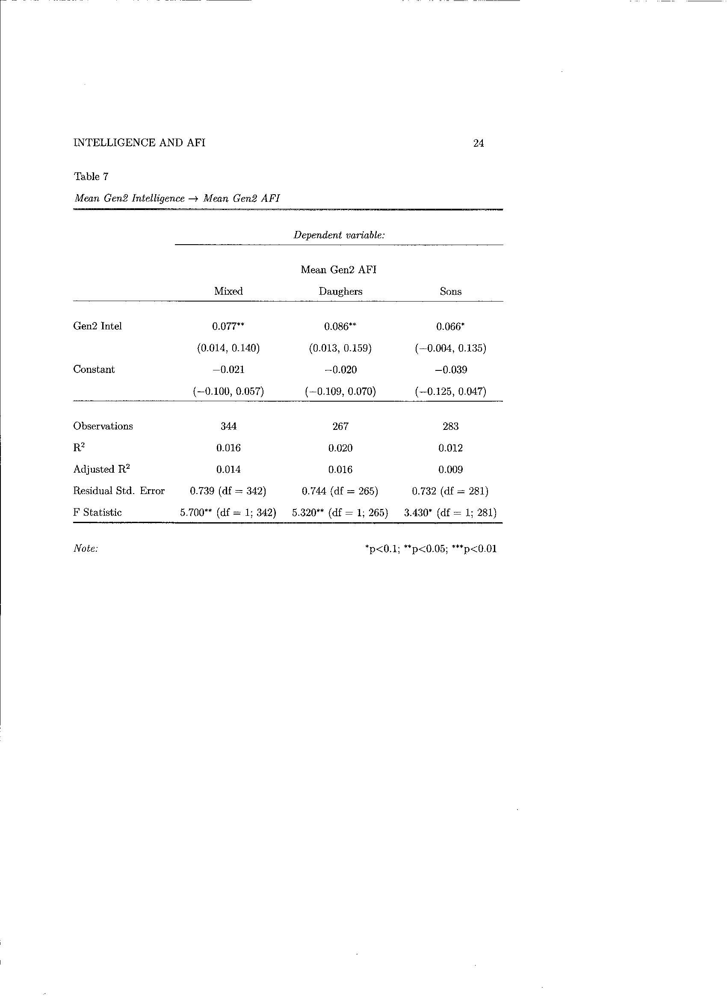 INTELLIGENCE AND AFI 24
Table 7
Mean Gen2 Intelligence → Mean Gen2 AFI
Dependent variable:
Mean Gen2 AFI
Mixed Daughers Sons
Gen2 Intel 0.077** 0.086** 0.066*
(0.014, 0.140) (0.013, 0.159) (−0.004, 0.135)
Constant −0.021 −0.020 −0.039
(−0.100, 0.057) (−0.109, 0.070) (−0.125, 0.047)
Observations 344 267 283
R² 0.016 0.020 0.012
Adjusted R² 0.014 0.016 0.009
Residual Std. Error 0.739 (df = 342) 0.744 (df = 265) 0.732 (df = 281)
F Statistic 5.700** (df = 1; 342) 5.320** (df = 1; 265) 3.430* (df = 1; 281)
Note: *p<0.1; **p<0.05; ***p<0.01